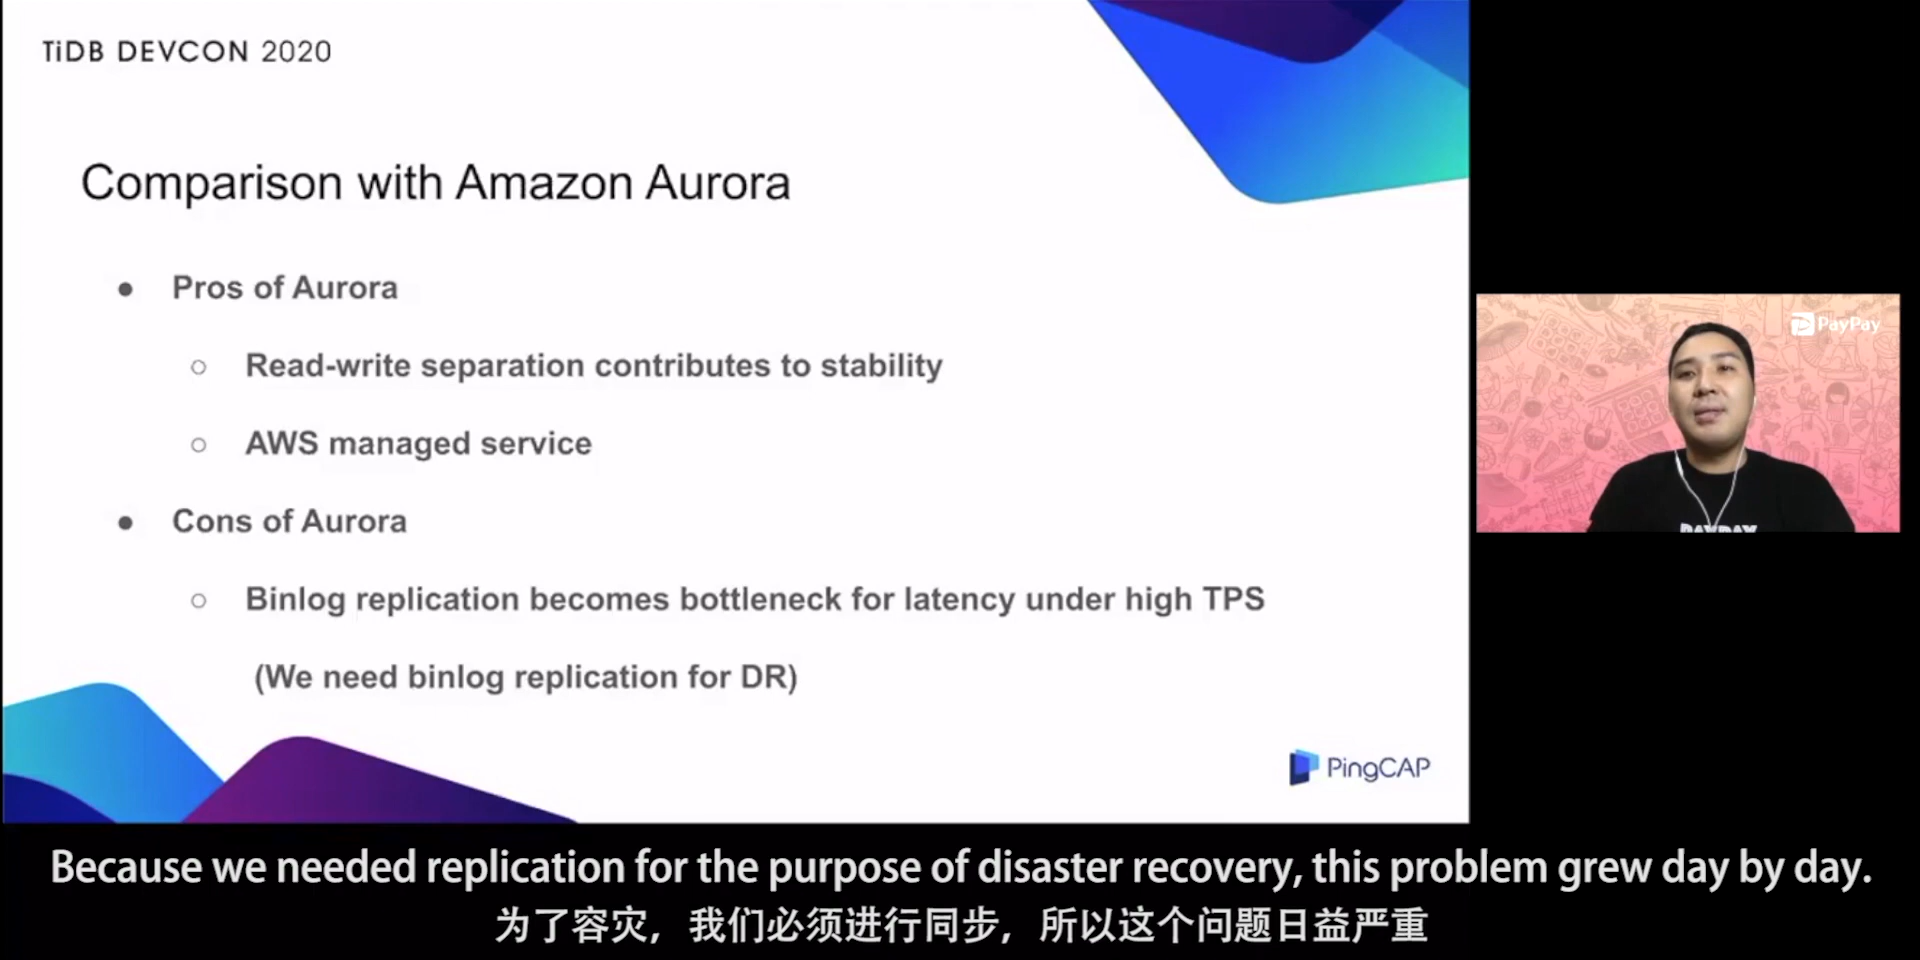 TiDB DEVCON 2020
Comparison with Amazon Aurora
● Pros of Aurora
○ Read-write separation contributes to stability
○ AWS managed service
● Cons of Aurora
○ Binlog replication becomes bottleneck for latency under high TPS
(We need binlog replication for DR)
PingCAP
PayPay
PAYPAY
Because we needed replication for the purpose of disaster recovery, this problem grew day by day.
为了容灾，我们必须进行同步，所以这个问题日益严重